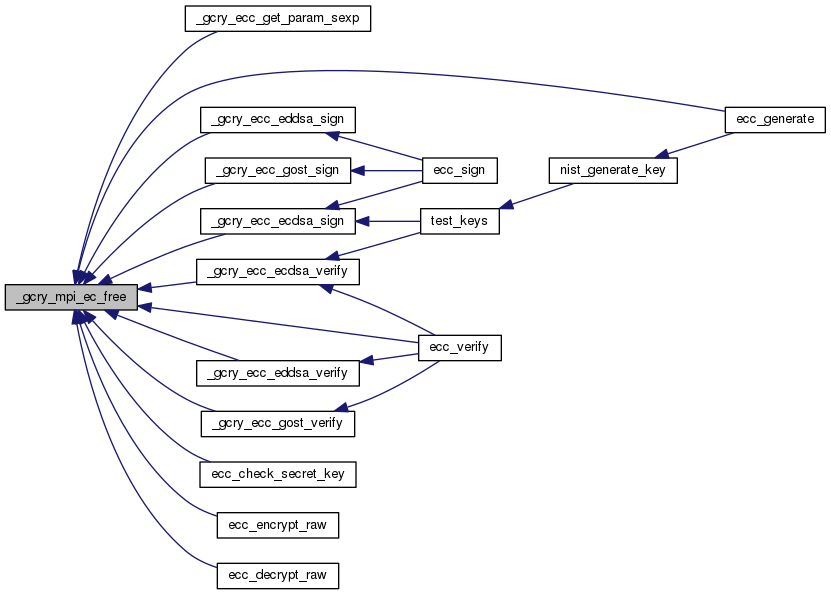 _gcry_ecc_get_param_sexp
ecc_generate
_gcry_ecc_eddsa_sign
_gcry_ecc_gost_sign
ecc_sign
nist_generate_key
_gcry_ecc_ecdsa_sign
test_keys
_gcry_ecc_ecdsa_verify
_gcry_mpi_ec_free
ecc_verify
_gcry_ecc_eddsa_verify
_gcry_ecc_gost_verify
ecc_check_secret_key
ecc_encrypt_raw
ecc_decrypt_raw